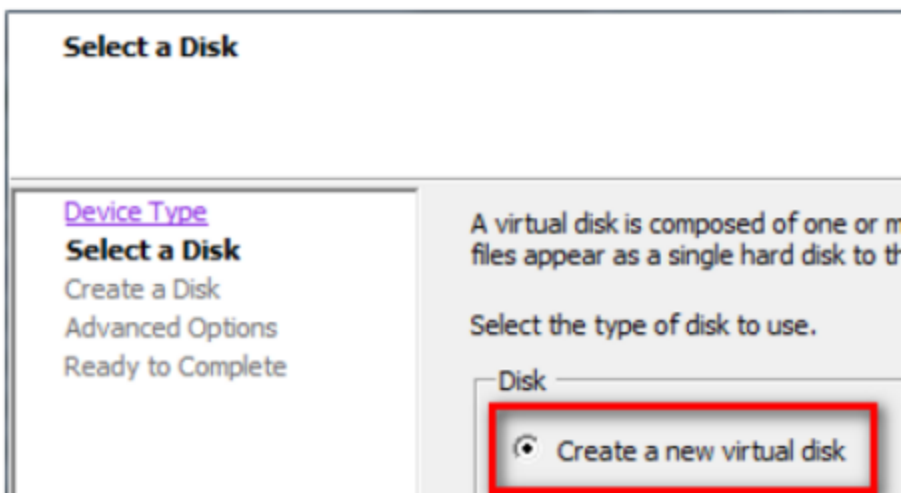 Select a Disk
Device Type
Select a Disk
Create a Disk
Advanced Options
Ready to Complete
A virtual disk is composed of one or
files appear as a single hard disk to
Select the type of disk to use.
Disk
Create a new virtual disk